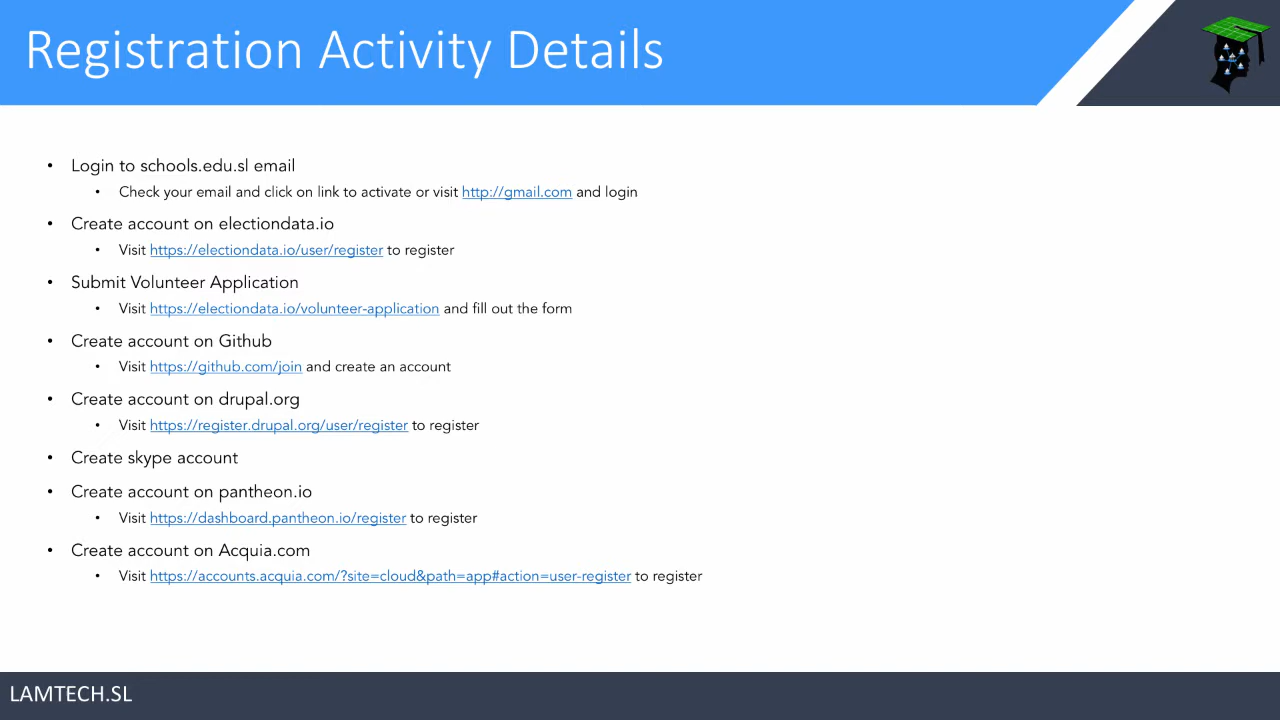 Registration Activity Details
• Login to schools.edu.sl email
• Check your email and click on link to activate or visit http://gmail.com and login
• Create account on electiondata.io
• Visit https://electiondata.io/user/register to register
• Submit Volunteer Application
• Visit https://electiondata.io/volunteer-application and fill out the form
• Create account on Github
• Visit https://github.com/join and create an account
• Create account on drupal.org
• Visit https://register.drupal.org/user/register to register
• Create skype account
• Create account on pantheon.io
• Visit https://dashboard.pantheon.io/register to register
• Create account on Acquia.com
• Visit https://accounts.acquia.com/?site=cloud&path=app#action=user-register to register
LAMTECH.SL